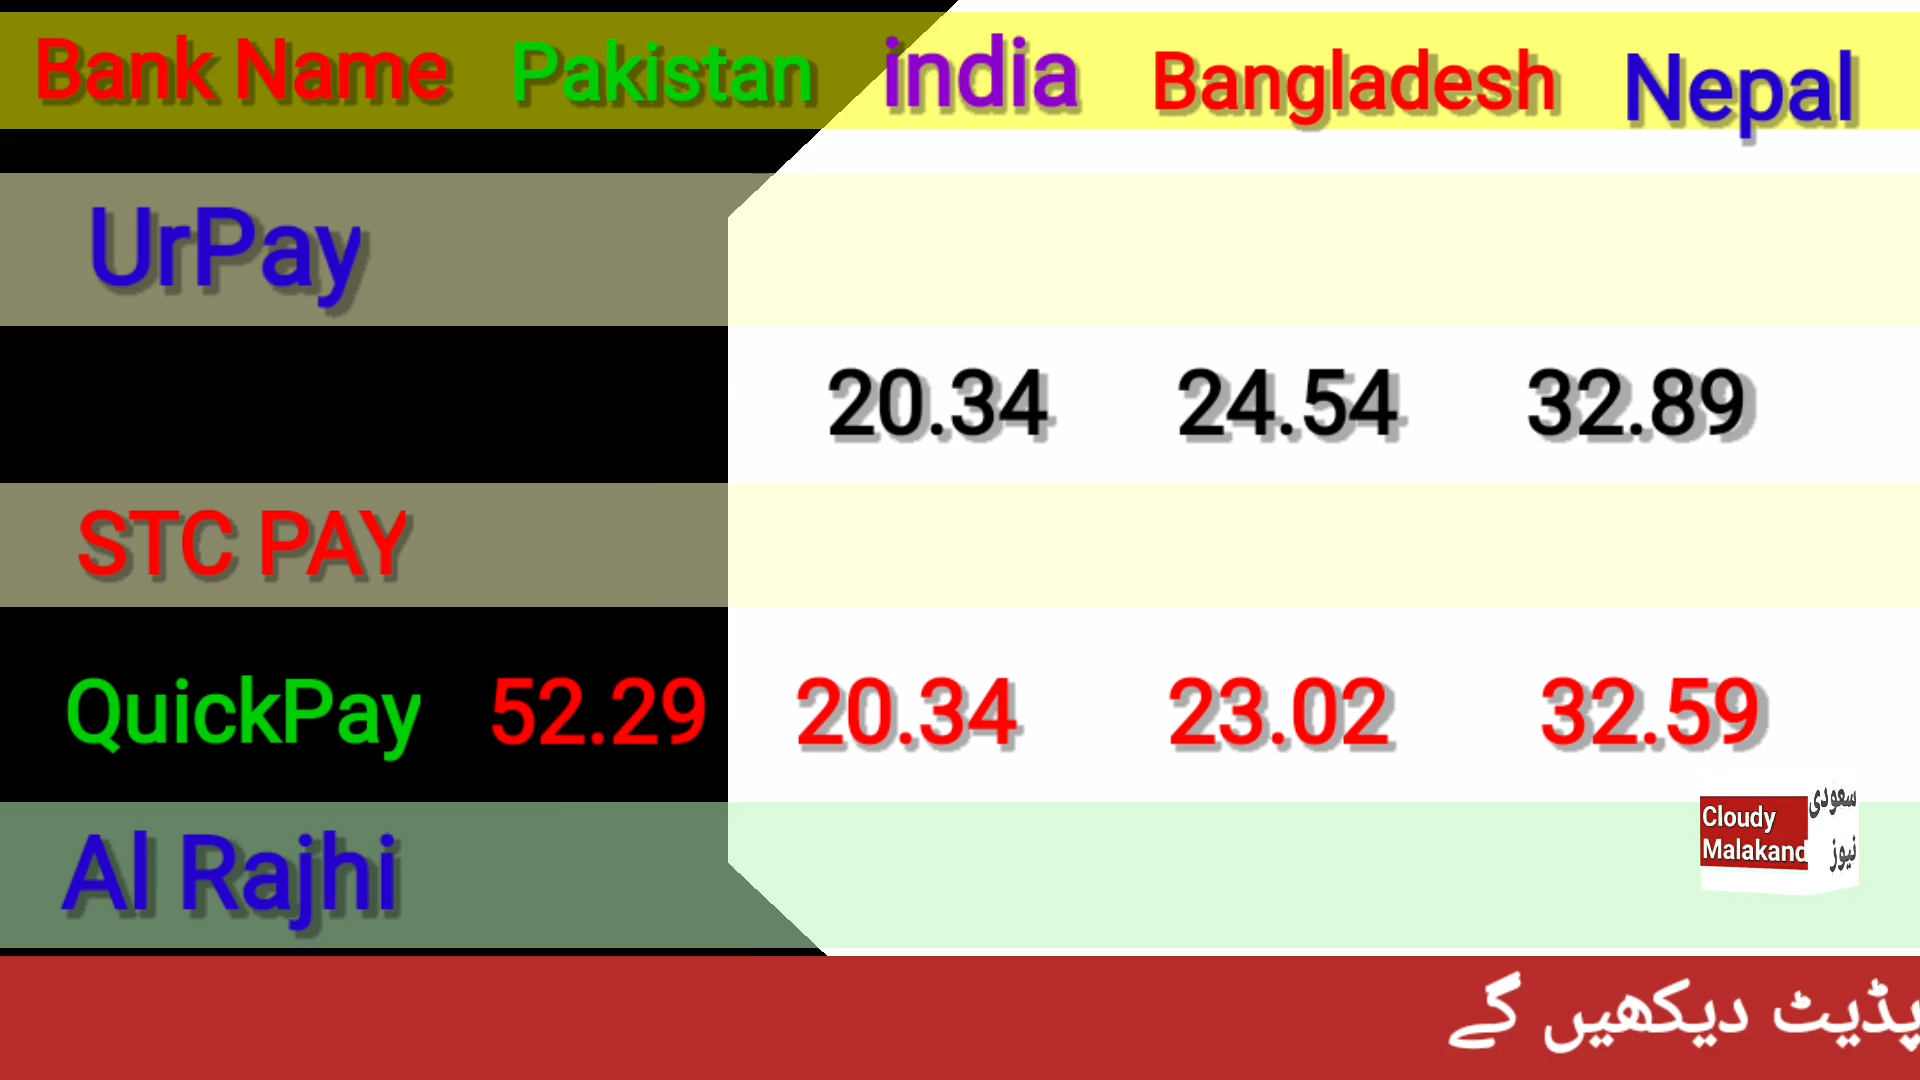 Bank Name Pakistan india Bangladesh Nepal
UrPay
20.34 24.54 32.89
STC PAY
QuickPay 52.29 20.34 23.02 32.59
Cloudy
Malakand
سعودی
نیوز
Al Rajhi
پڈیٹ دیکھیں گے